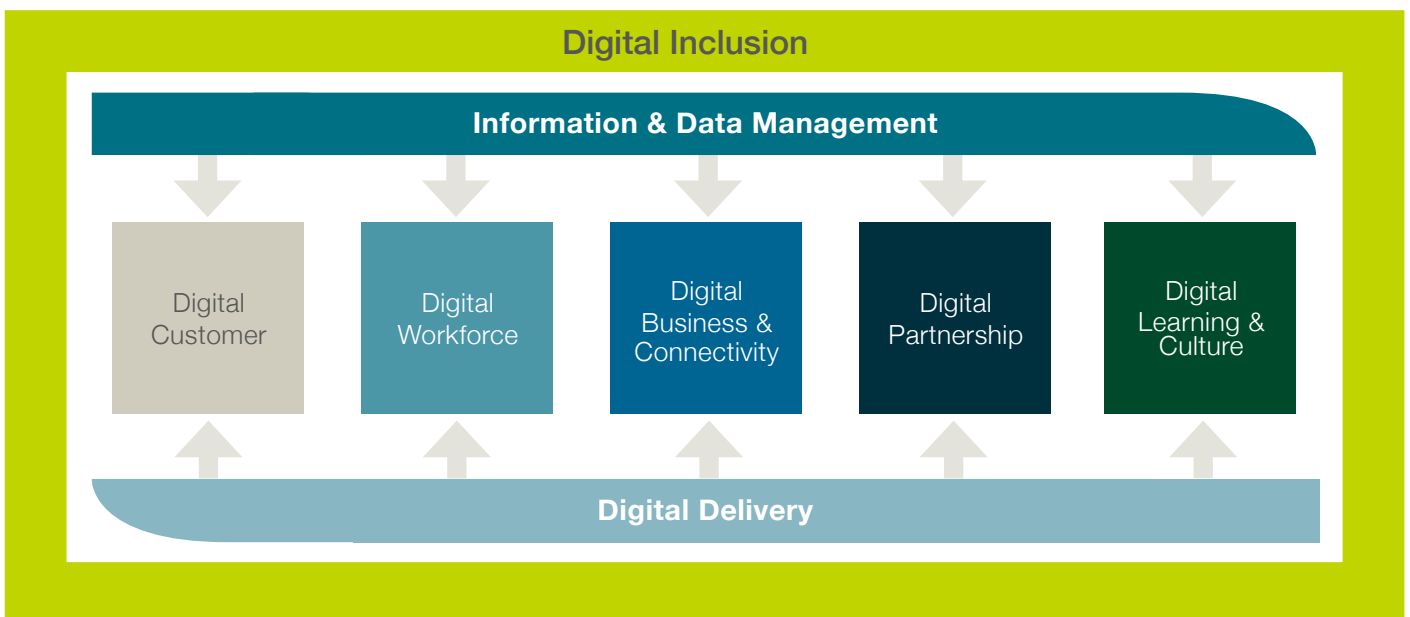 Digital Inclusion
Information & Data Management
Digital
Customer
Digital
Workforce
Digital
Business &
Connectivity
Digital
Partnership
Digital
Learning &
Culture
Digital Delivery